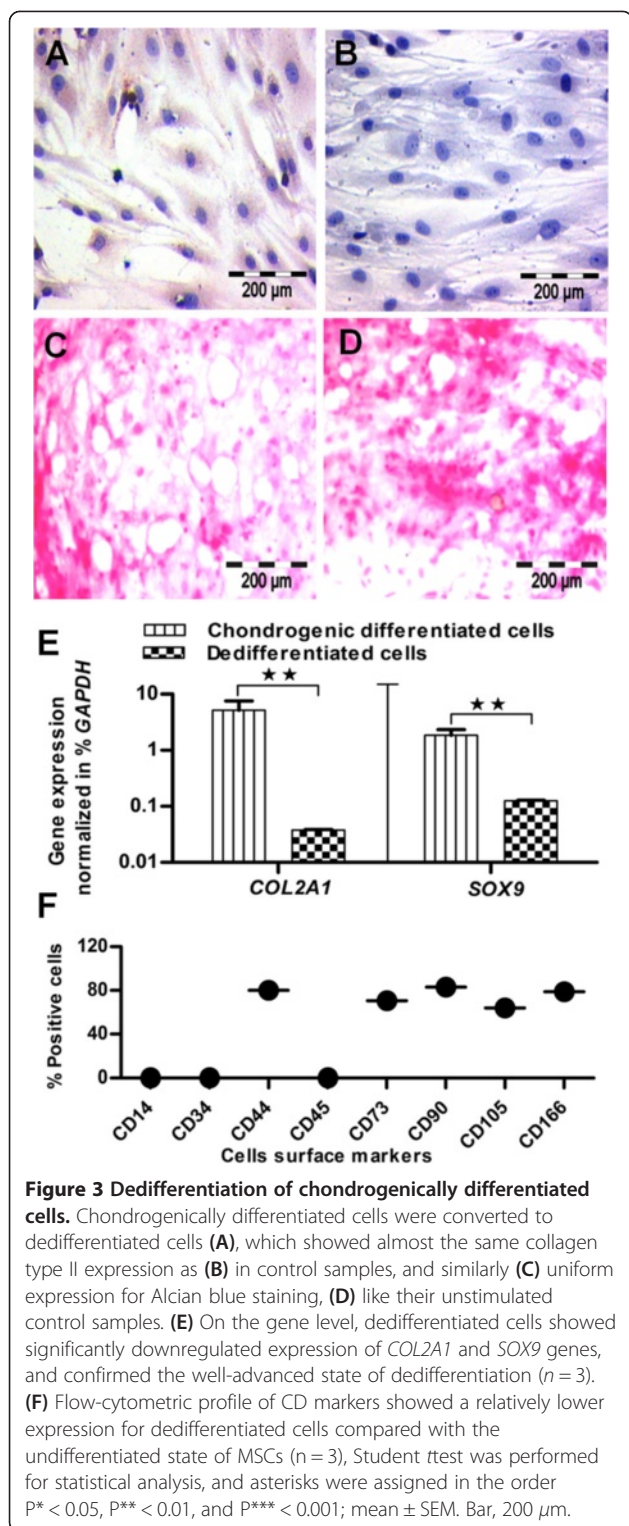 A
B
200 µm
200 µm
C
D
200 µm
200 µm
E
Chondrogenic differentiated cells
Dedifferentiated cells
Gene expression
normalized in % GAPDH
10
1
0.1
0.01
★★
★★
COL2A1
SOX9
F
% Positive cells
120
80
40
0
CD14
CD34
CD44
CD45
CD73
CD90
CD105
CD166
Cells surface markers
Figure 3 Dedifferentiation of chondrogenically differentiated
cells. Chondrogenically differentiated cells were converted to
dedifferentiated cells (A), which showed almost the same collagen
type II expression as (B) in control samples, and similarly (C) uniform
expression for Alcian blue staining, (D) like their unstimulated
control samples. (E) On the gene level, dedifferentiated cells showed
significantly downregulated expression of COL2A1 and SOX9 genes,
and confirmed the well-advanced state of dedifferentiation (n = 3).
(F) Flow-cytometric profile of CD markers showed a relatively lower
expression for dedifferentiated cells compared with the
undifferentiated state of MSCs (n = 3), Student ttest was performed
for statistical analysis, and asterisks were assigned in the order
P* < 0.05, P** < 0.01, and P*** < 0.001; mean ± SEM. Bar, 200 µm.